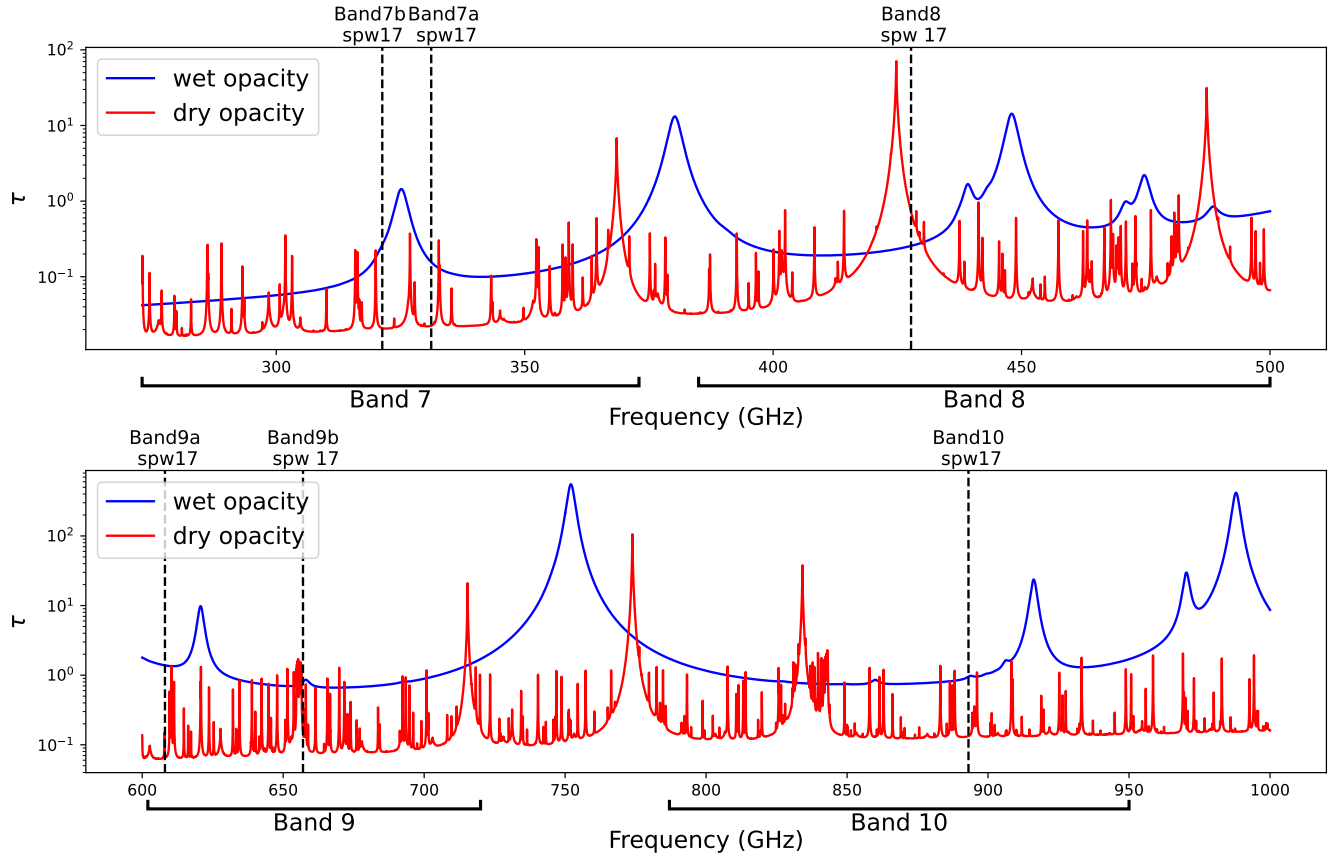 Band7b Band7a Band8
spw17 spw17 spw 17
10²
10¹
10⁰
10⁻¹
τ
wet opacity
dry opacity
300 350 400 450 500
Band 7 Band 8
Frequency (GHz)
Band9a Band9b Band10
spw17 spw 17 spw17
10²
10¹
10⁰
10⁻¹
τ
wet opacity
dry opacity
600 650 700 750 800 850 900 950 1000
Band 9 Band 10
Frequency (GHz)